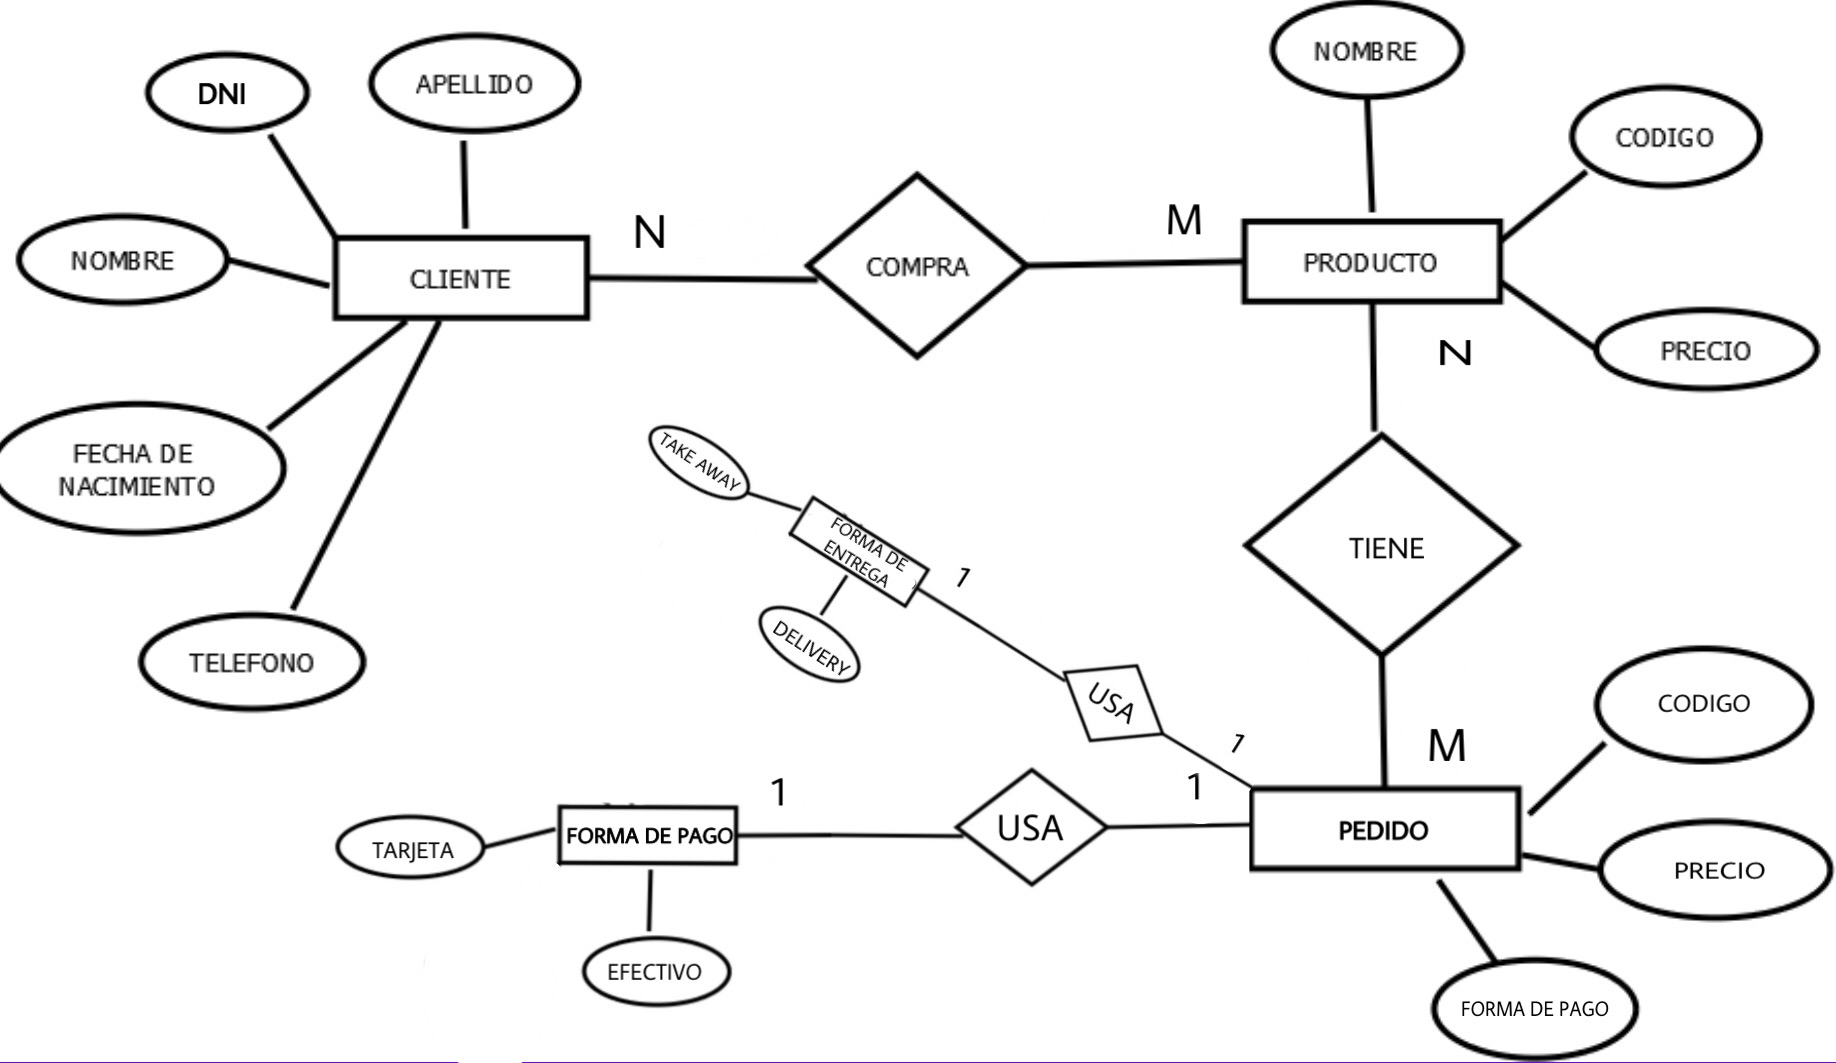 NOMBRE
DNI
APELLIDO
CODIGO
N
M
NOMBRE
CLIENTE
COMPRA
PRODUCTO
N
PRECIO
FECHA DE
NACIMIENTO
TAKE AWAY
FORMA DE
ENTREGA
1
TIENE
DELIVERY
TELEFONO
USA
CODIGO
1
M
1
1
FORMA DE PAGO
USA
PEDIDO
TARJETA
PRECIO
EFECTIVO
FORMA DE PAGO